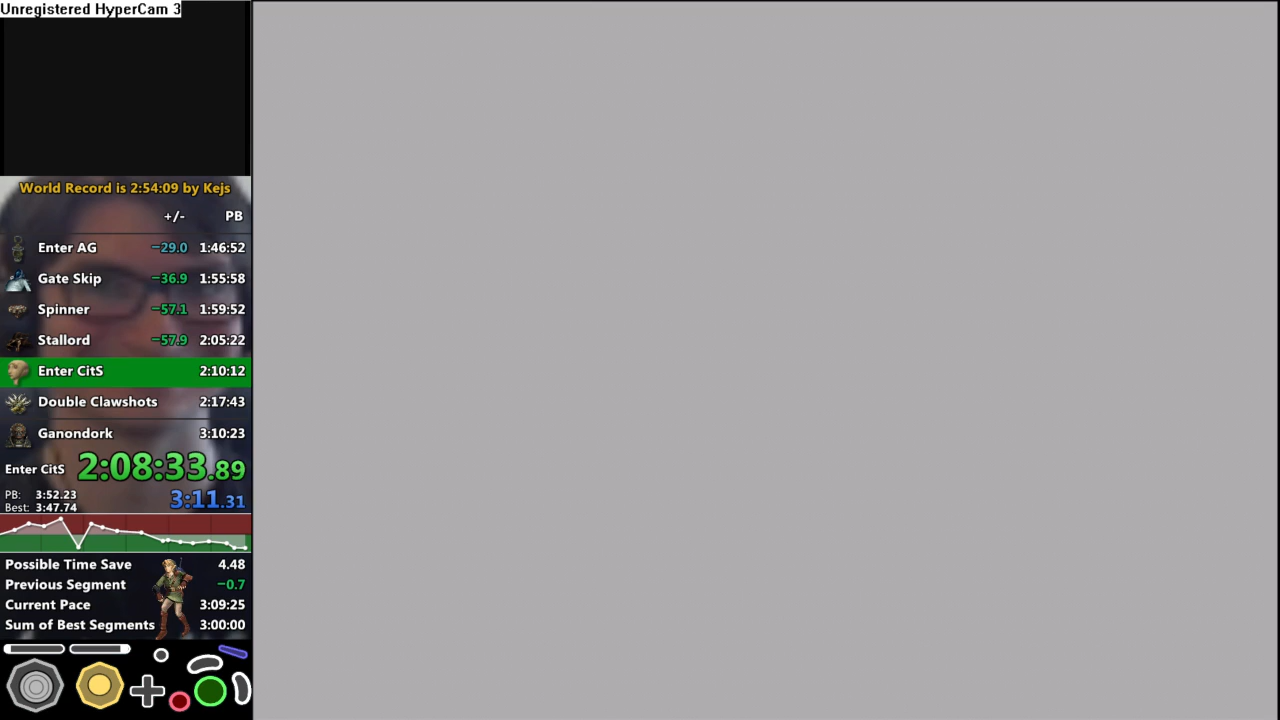 Unregistered HyperCam 3
World Record is 2:54:09 by Kejs
+/- PB
Enter AG −29.0 1:46:52
Gate Skip −36.9 1:55:58
Spinner −57.1 1:59:52
Stallord −57.9 2:05:22
Enter CitS 2:10:12
Double Clawshots 2:17:43
Ganondork 3:10:23
Enter CitS 2:08:33.89
PB: 3:52.23 3:11.31
Best: 3:47.74
Possible Time Save 4.48
Previous Segment −0.7
Current Pace 3:09:25
Sum of Best Segments 3:00:00